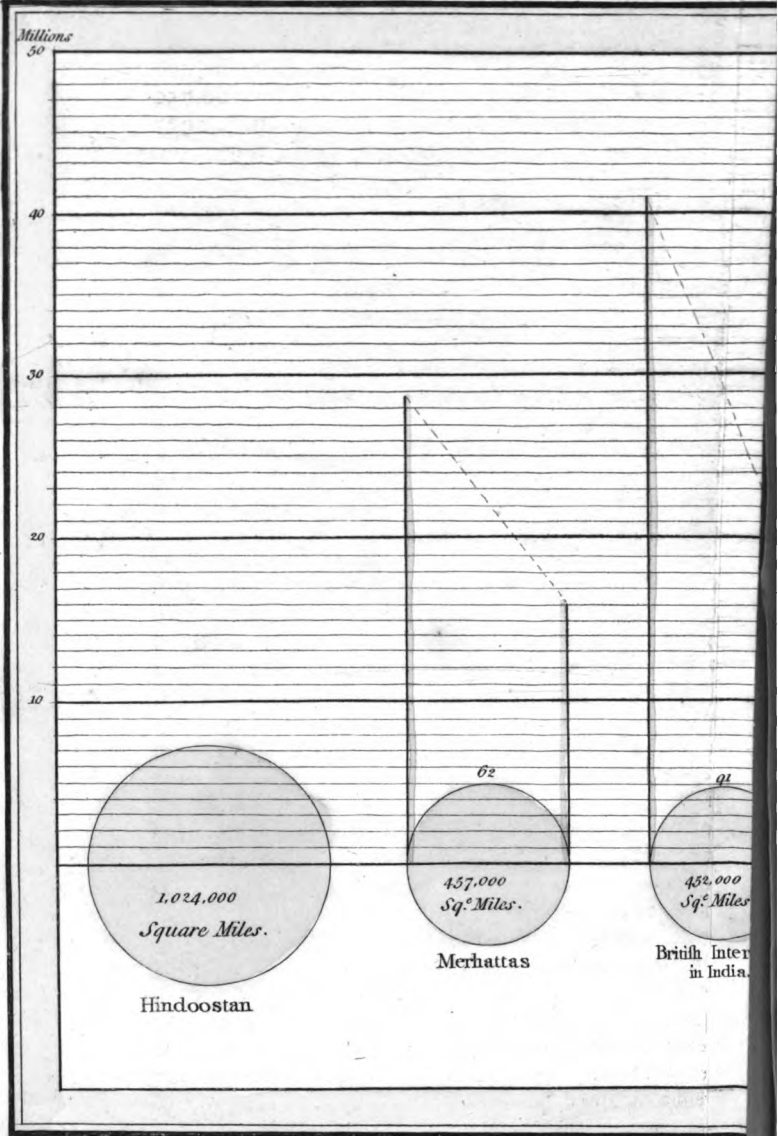 Millions
50
40
30
20
10
62
91
1,024,000
Square Miles.
457,000
Sq.e Miles.
452,000
Sq.e Miles
Hindoostan
Merhattas
Britiſh Inter
in India.